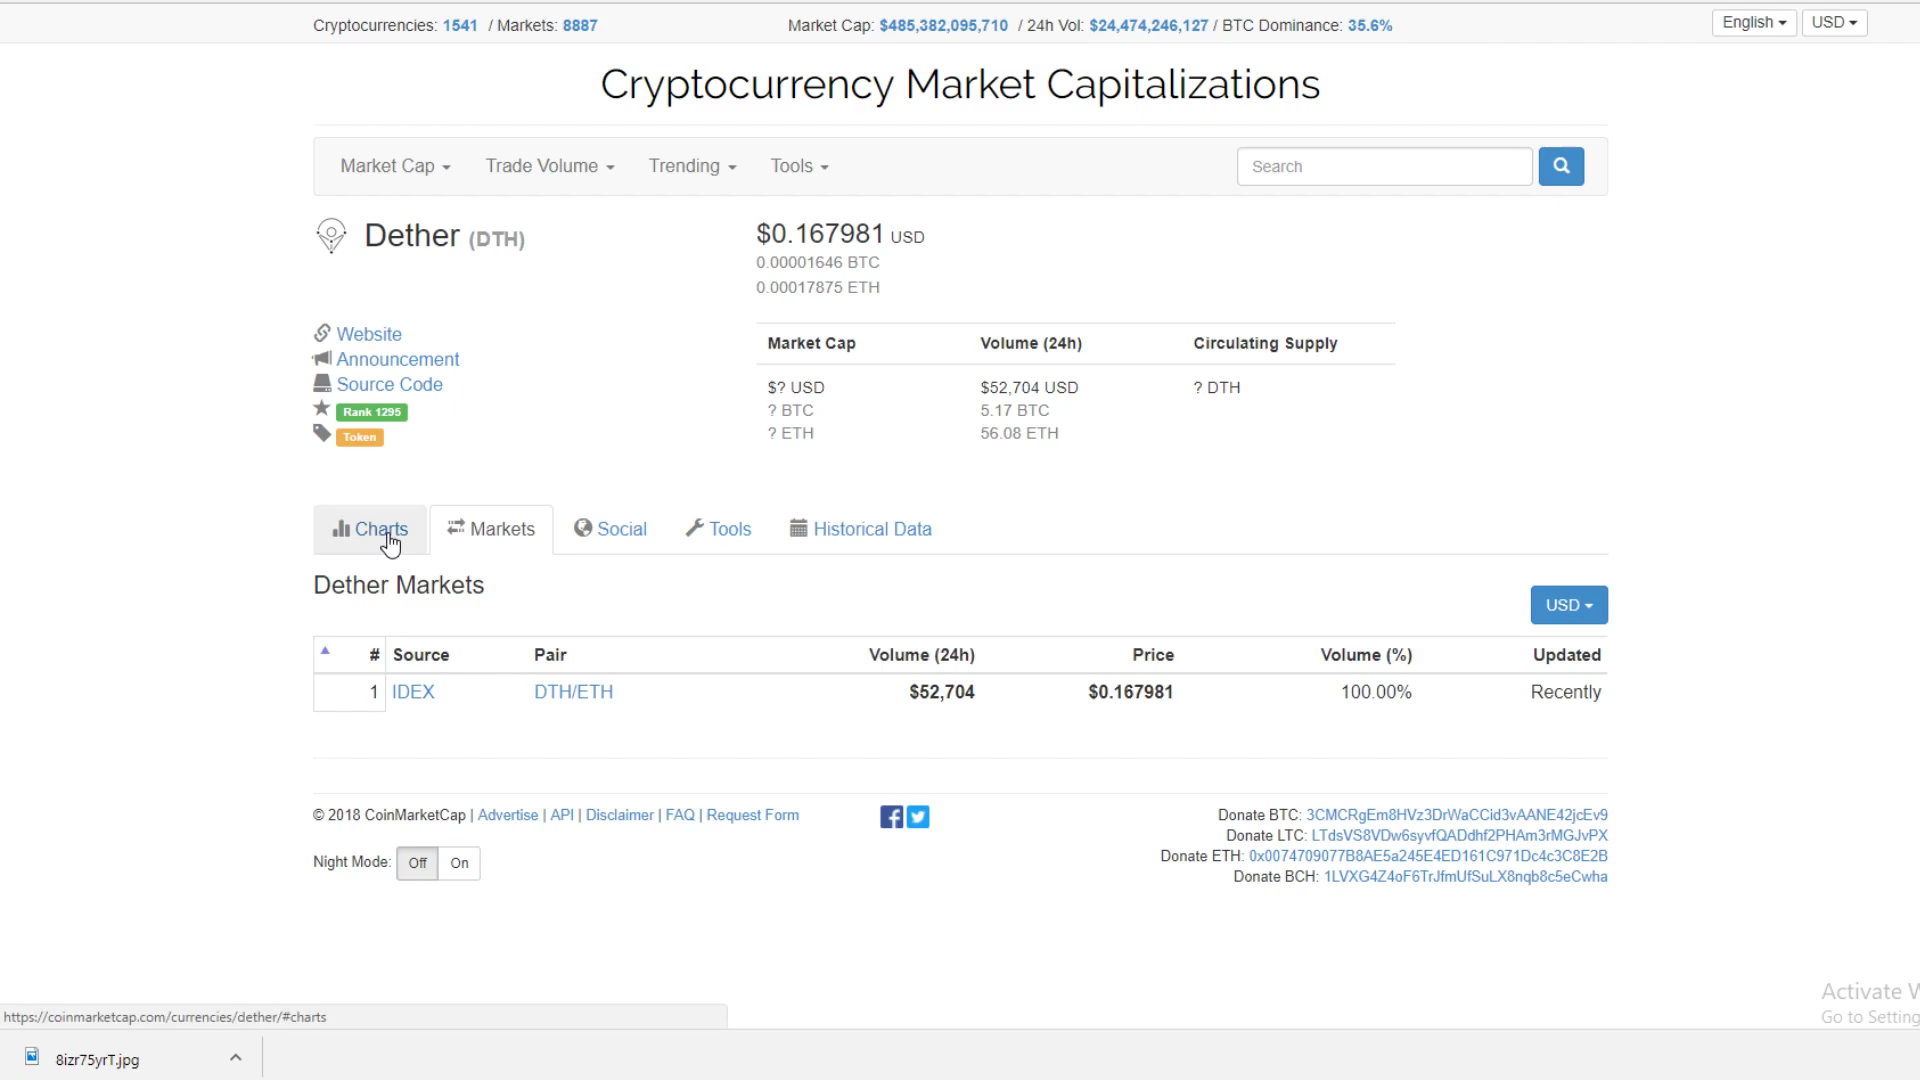 Cryptocurrencies: 1541 / Markets: 8887 Market Cap: $485,382,095,710 / 24h Vol: $24,474,246,127 / BTC Dominance: 35.6% English USD
Cryptocurrency Market Capitalizations
Market Cap Trade Volume Trending Tools Search
Dether (DTH) $0.167981 USD
0.00001646 BTC
0.00017875 ETH
Website
Announcement
Source Code
Rank 1295
Token
Market Cap Volume (24h) Circulating Supply
$? USD $52,704 USD ? DTH
? BTC 5.17 BTC
? ETH 56.08 ETH
Charts Markets Social Tools Historical Data
Dether Markets
USD
# Source Pair Volume (24h) Price Volume (%) Updated
1 IDEX DTH/ETH $52,704 $0.167981 100.00% Recently
© 2018 CoinMarketCap | Advertise | API | Disclaimer | FAQ | Request Form
Donate BTC: 3CMCRgEm8HVz3DrWaCCid3vAANE42jcEv9
Donate LTC: LTdsVS8VDw6syvfQADdhf2PHAm3rMGJvPX
Donate ETH: 0x0074709077B8AE5a245E4ED161C971Dc4c3C8E2B
Donate BCH: 1LVXG4Z4oF6TrJfmUfSuLX8nqb8c5eCwha
Night Mode: Off On
Activate W
Go to Setting
https://coinmarketcap.com/currencies/dether/#charts
8izr75yrT.jpg